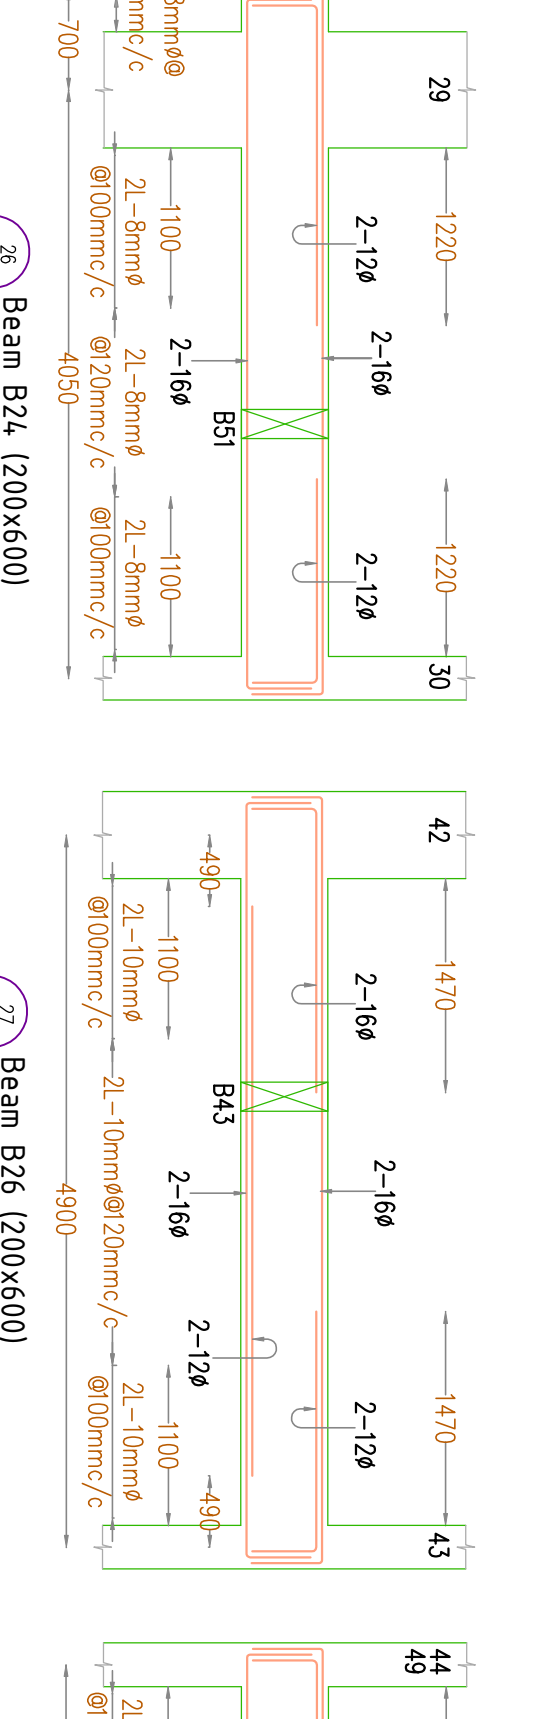 8mmø@
mmc/c
700
29
1220
2-12ø
1100
2L-8mmø
@100mmc/c
2-16ø
2-16ø
B51
2L-8mmø
@120mmc/c
4050
1220
2-12ø
1100
2L-8mmø
@100mmc/c
30
26
Beam B24 (200x600)
42
490
1470
2-16ø
1100
2L-10mmø
@100mmc/c
B43
2L-10mmø@120mmc/c
2-16ø
2-16ø
4900
2-12ø
1470
2-12ø
1100
2L-10mmø
@100mmc/c
490
43
27
Beam B26 (200x600)
44
49
2L
@1